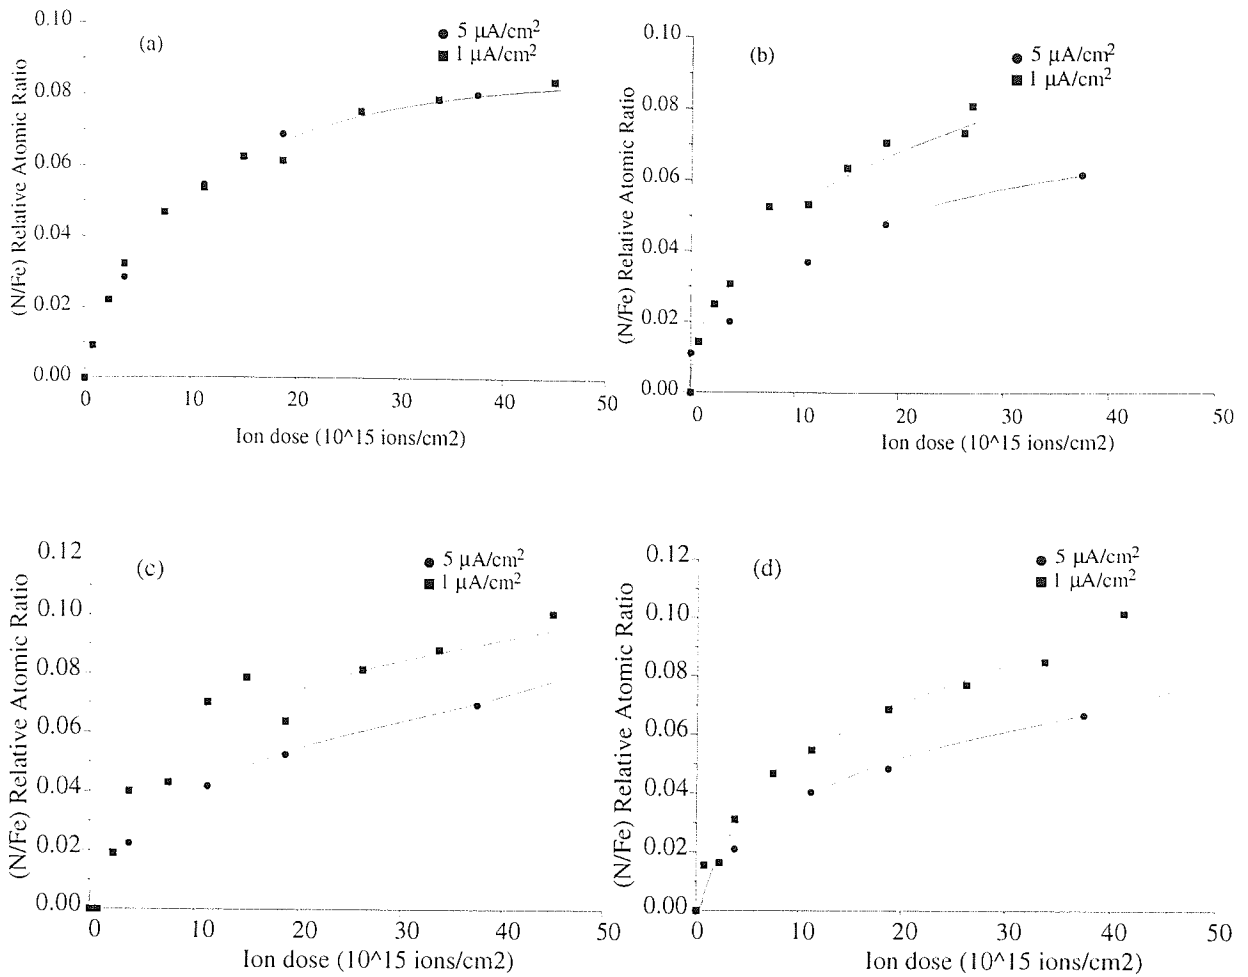 (a)
● 5 µA/cm²
■ 1 µA/cm²
(N/Fe) Relative Atomic Ratio
0.10
0.08
0.06
0.04
0.02
0.00
0 10 20 30 40 50
Ion dose (10^15 ions/cm2)
(b)
● 5 µA/cm²
■ 1 µA/cm²
(N/Fe) Relative Atomic Ratio
0.10
0.08
0.06
0.04
0.02
0.00
0 10 20 30 40 50
Ion dose (10^15 ions/cm2)
(c)
● 5 µA/cm²
■ 1 µA/cm²
(N/Fe) Relative Atomic Ratio
0.12
0.10
0.08
0.06
0.04
0.02
0.00
0 10 20 30 40 50
Ion dose (10^15 ions/cm2)
(d)
● 5 µA/cm²
■ 1 µA/cm²
(N/Fe) Relative Atomic Ratio
0.12
0.10
0.08
0.06
0.04
0.02
0.00
0 10 20 30 40 50
Ion dose (10^15 ions/cm2)